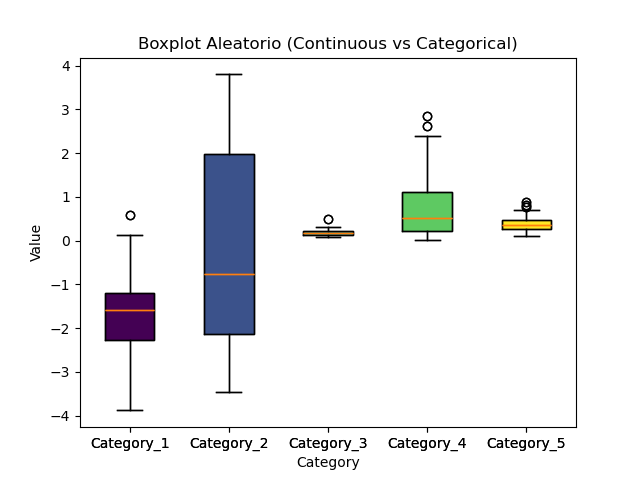 Boxplot Aleatorio (Continuous vs Categorical)
Value
4
3
2
1
0
−1
−2
−3
−4
Category_1 Category_2 Category_3 Category_4 Category_5
Category